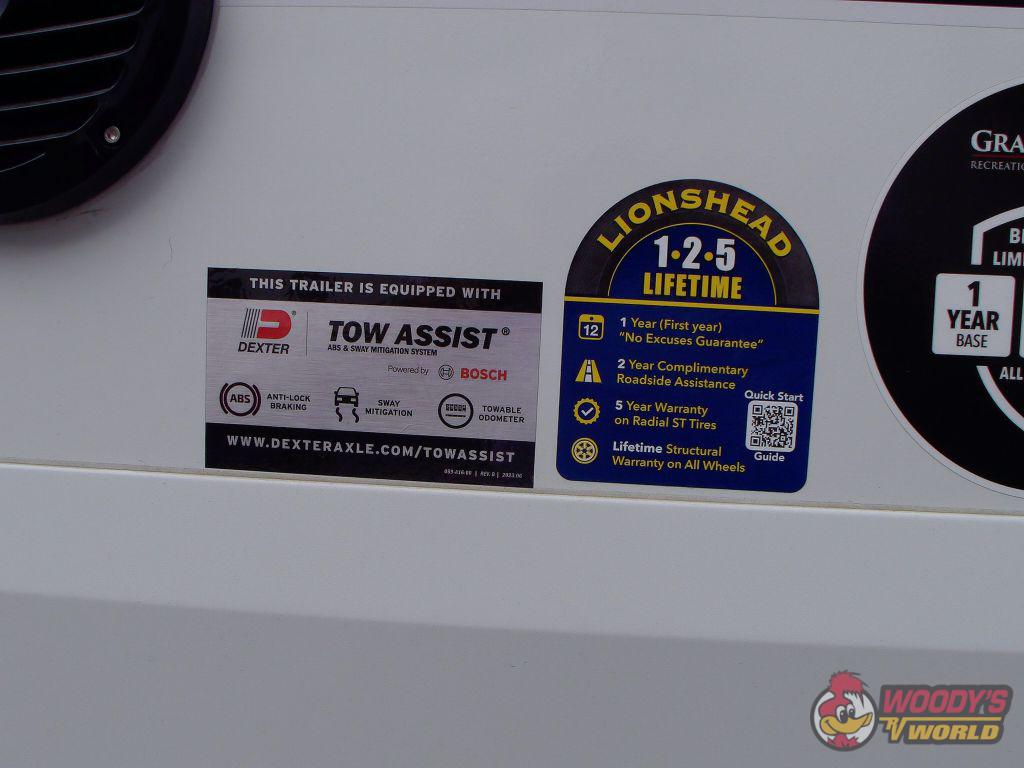 THIS TRAILER IS EQUIPPED WITH
DEXTER
TOW ASSIST®
ABS & SWAY MITIGATION SYSTEM
Powered by BOSCH
ABS
ANTI-LOCK
BRAKING
SWAY
MITIGATION
TOWABLE
ODOMETER
WWW.DEXTERAXLE.COM/TOWASSIST
LIONSHEAD
1•2•5
LIFETIME
12
1 Year (First year)
"No Excuses Guarantee"
2 Year Complimentary
Roadside Assistance
5 Year Warranty
on Radial ST Tires
Lifetime Structural
Warranty on All Wheels
Quick Start
Guide
GRA
RECREATIO
LIM
1
YEAR
BASE
ALL
WOODY'S
RV WORLD